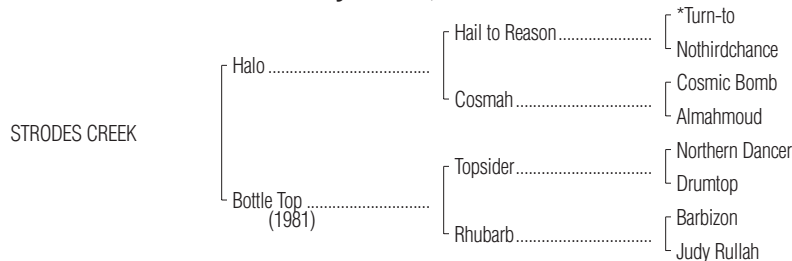 *Turn-to
Hail to Reason
Nothirdchance
Halo
Cosmic Bomb
Cosmah
Almahmoud
STRODES CREEK
Northern Dancer
Topsider
Drumtop
Bottle Top
(1981)
Barbizon
Rhubarb
Judy Rullah